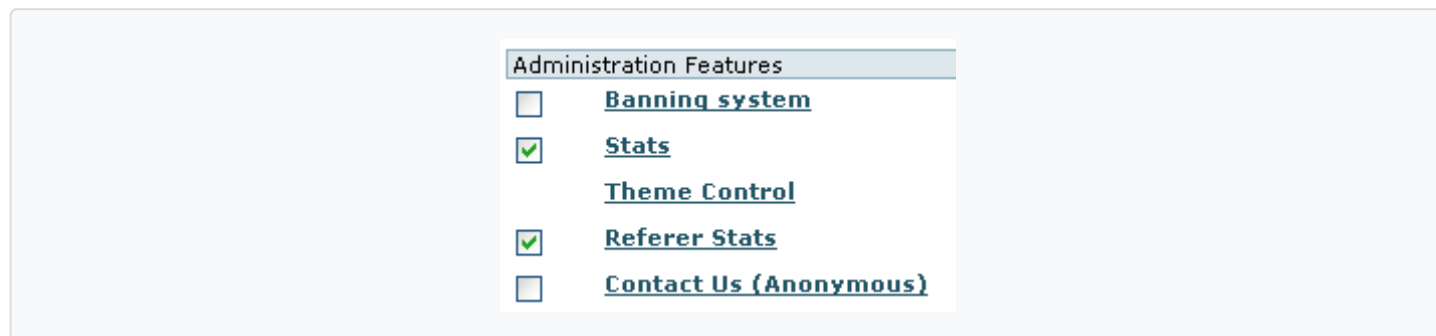 Administration Features
Banning system
Stats
Theme Control
Referer Stats
Contact Us (Anonymous)